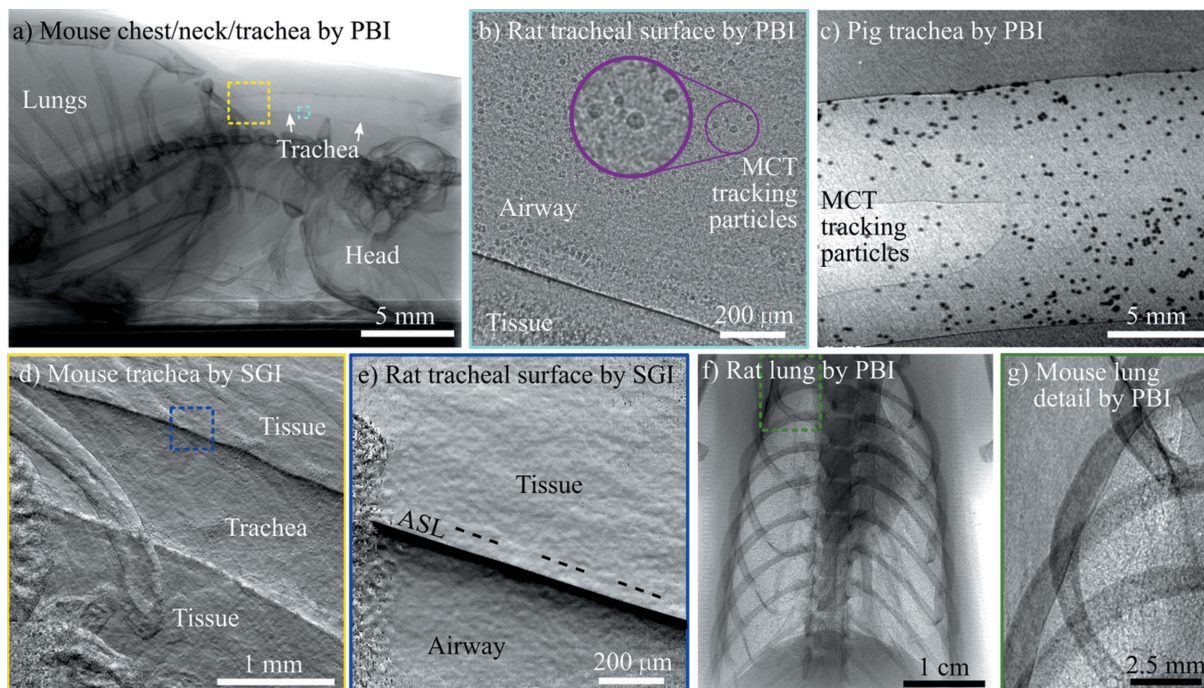 a) Mouse chest/neck/trachea by PBI
Lungs
Trachea
Head
5 mm
b) Rat tracheal surface by PBI
MCT
tracking
particles
Airway
Tissue
200 μm
c) Pig trachea by PBI
MCT
tracking
particles
5 mm
d) Mouse trachea by SGI
Tissue
Trachea
Tissue
1 mm
e) Rat tracheal surface by SGI
Tissue
ASL
Airway
200 μm
f) Rat lung by PBI
1 cm
g) Mouse lung
detail by PBI
2.5 mm